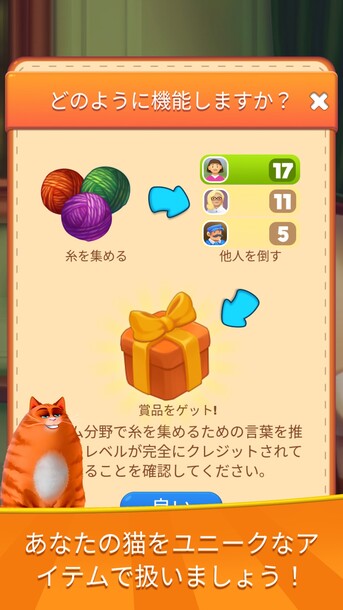 どのように機能しますか？
17
11
5
糸を集める
他人を倒す
賞品をゲット!
ム分野で糸を集めるための言葉を推
レベルが完全にクレジットされて
ることを確認してください。
良い
あなたの猫をユニークなア
イテムで扱いましょう！